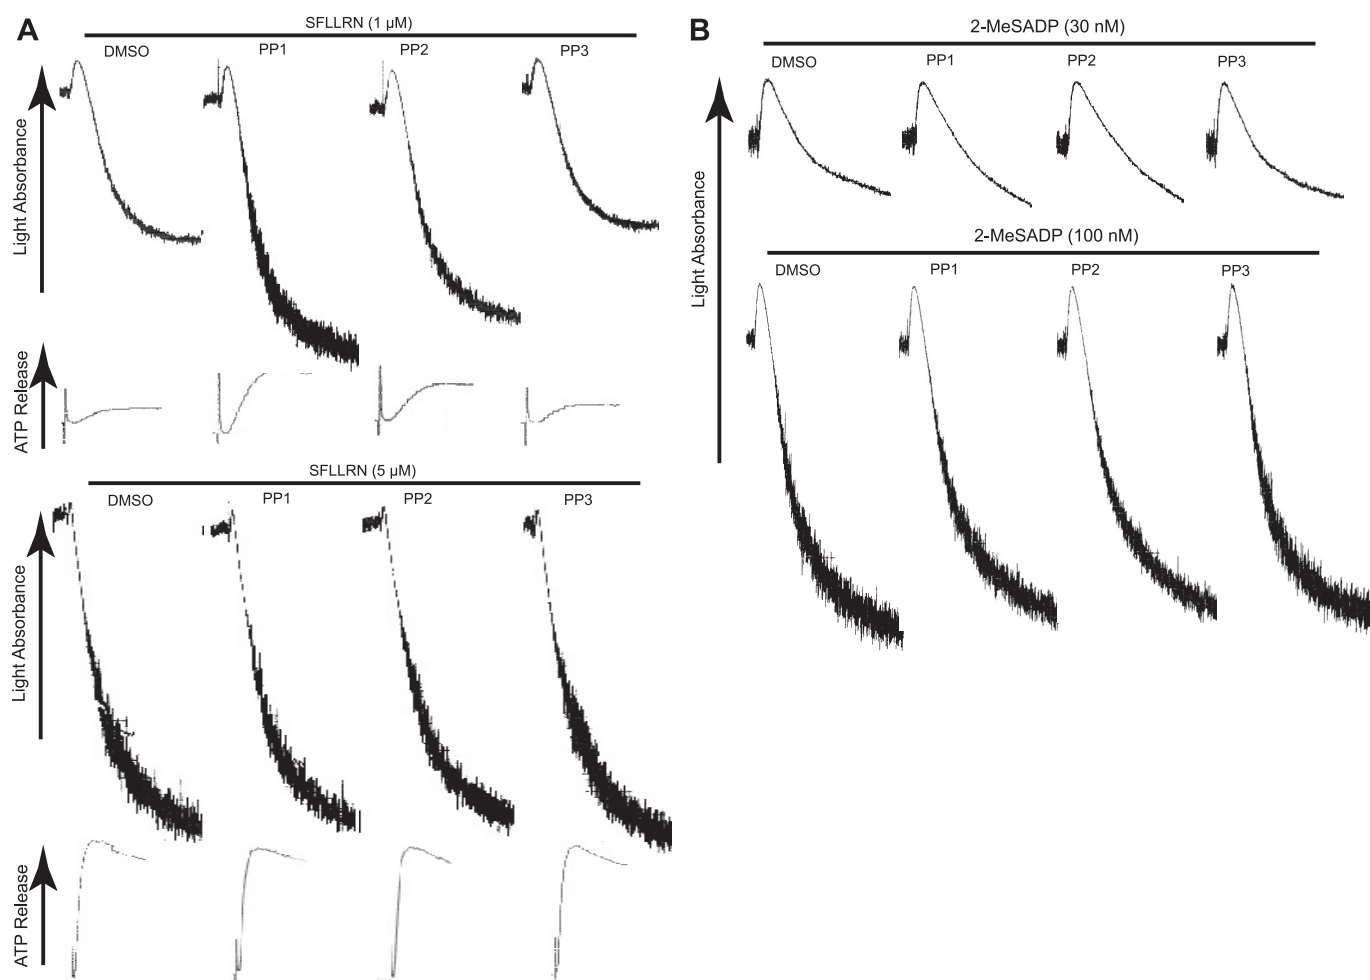 A
SFLLRN (1 µM)
DMSO PP1 PP2 PP3
Light Absorbance
ATP Release
SFLLRN (5 µM)
DMSO PP1 PP2 PP3
Light Absorbance
ATP Release
B
2-MeSADP (30 nM)
DMSO PP1 PP2 PP3
Light Absorbance
2-MeSADP (100 nM)
DMSO PP1 PP2 PP3